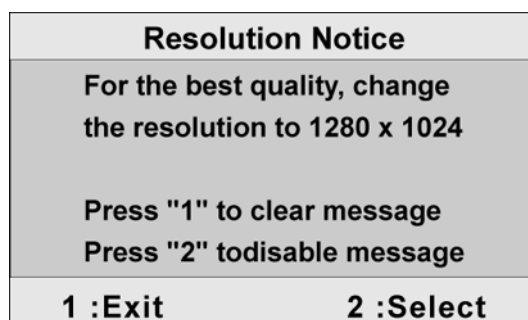 Resolution Notice
For the best quality, change
the resolution to 1280 x 1024
Press "1" to clear message
Press "2" todisable message
1 :Exit 2 :Select